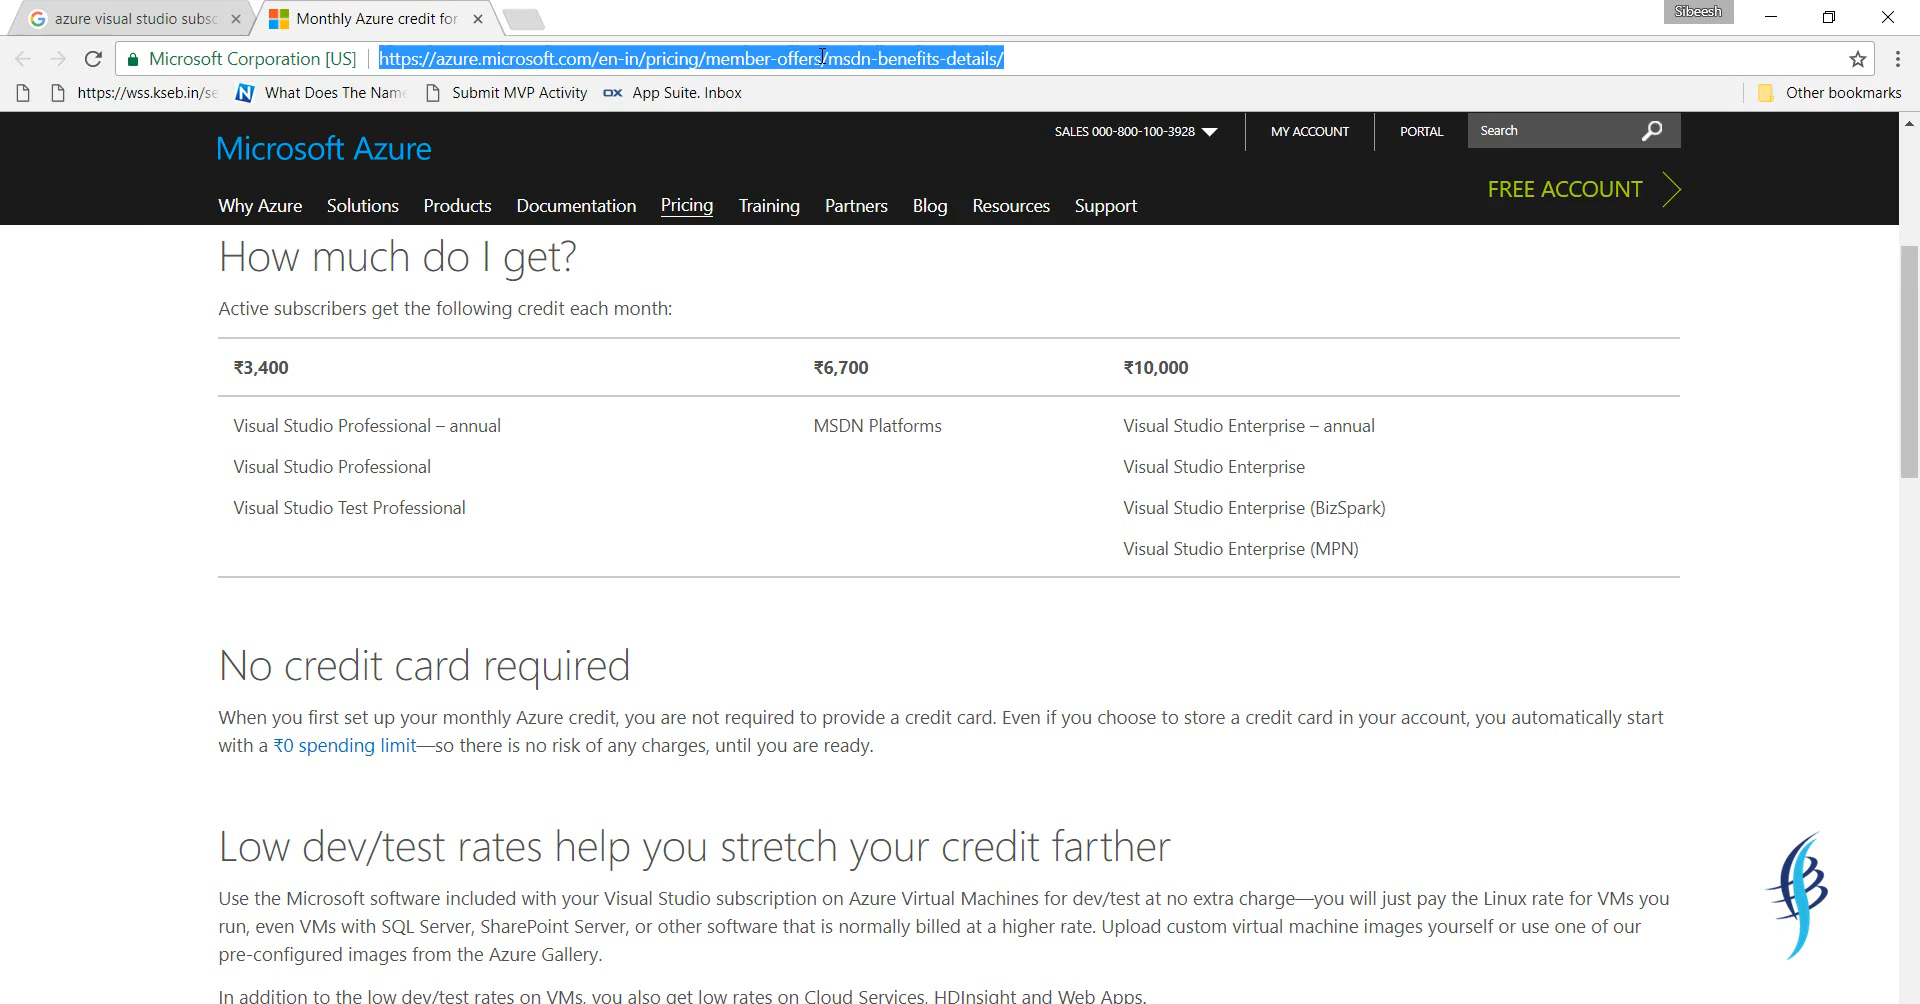 azure visual studio subsc
Monthly Azure credit for
Sibeesh
Microsoft Corporation [US]
https://azure.microsoft.com/en-in/pricing/member-offers/msdn-benefits-details/
https://wss.kseb.in/se
What Does The Name
Submit MVP Activity
OX App Suite. Inbox
Other bookmarks
Microsoft Azure
SALES 000-800-100-3928
MY ACCOUNT
PORTAL
Search
FREE ACCOUNT
Why Azure Solutions Products Documentation Pricing Training Partners Blog Resources Support
How much do I get?
Active subscribers get the following credit each month:
₹3,400 ₹6,700 ₹10,000
Visual Studio Professional – annual MSDN Platforms Visual Studio Enterprise – annual
Visual Studio Professional Visual Studio Enterprise
Visual Studio Test Professional Visual Studio Enterprise (BizSpark)
Visual Studio Enterprise (MPN)
No credit card required
When you first set up your monthly Azure credit, you are not required to provide a credit card. Even if you choose to store a credit card in your account, you automatically start
with a ₹0 spending limit—so there is no risk of any charges, until you are ready.
Low dev/test rates help you stretch your credit farther
Use the Microsoft software included with your Visual Studio subscription on Azure Virtual Machines for dev/test at no extra charge—you will just pay the Linux rate for VMs you
run, even VMs with SQL Server, SharePoint Server, or other software that is normally billed at a higher rate. Upload custom virtual machine images yourself or use one of our
pre-configured images from the Azure Gallery.
In addition to the low dev/test rates on VMs, you also get low rates on Cloud Services, HDInsight and Web Apps.